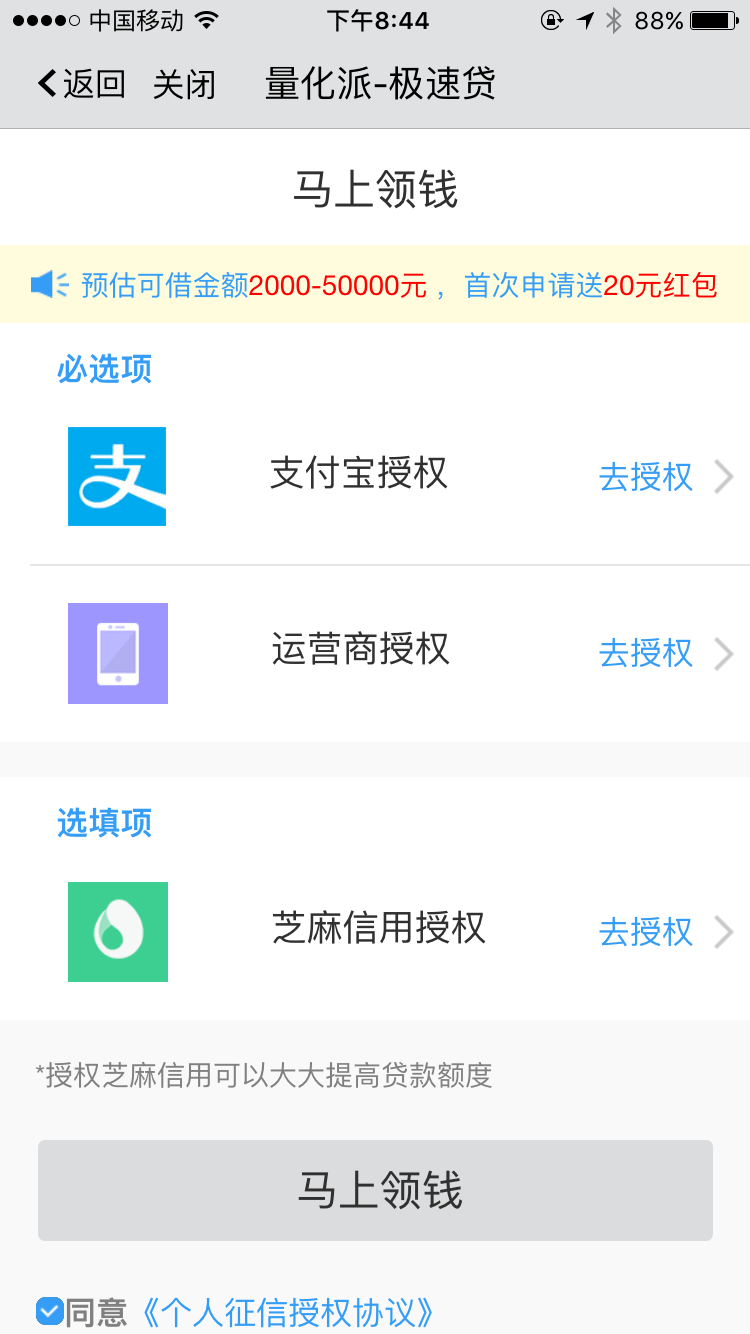 中国移动 下午8:44 88%
返回 关闭 量化派-极速贷
马上领钱
预估可借金额2000-50000元，首次申请送20元红包
必选项
支 支付宝授权 去授权
运营商授权 去授权
选填项
芝麻信用授权 去授权
*授权芝麻信用可以大大提高贷款额度
马上领钱
同意《个人征信授权协议》